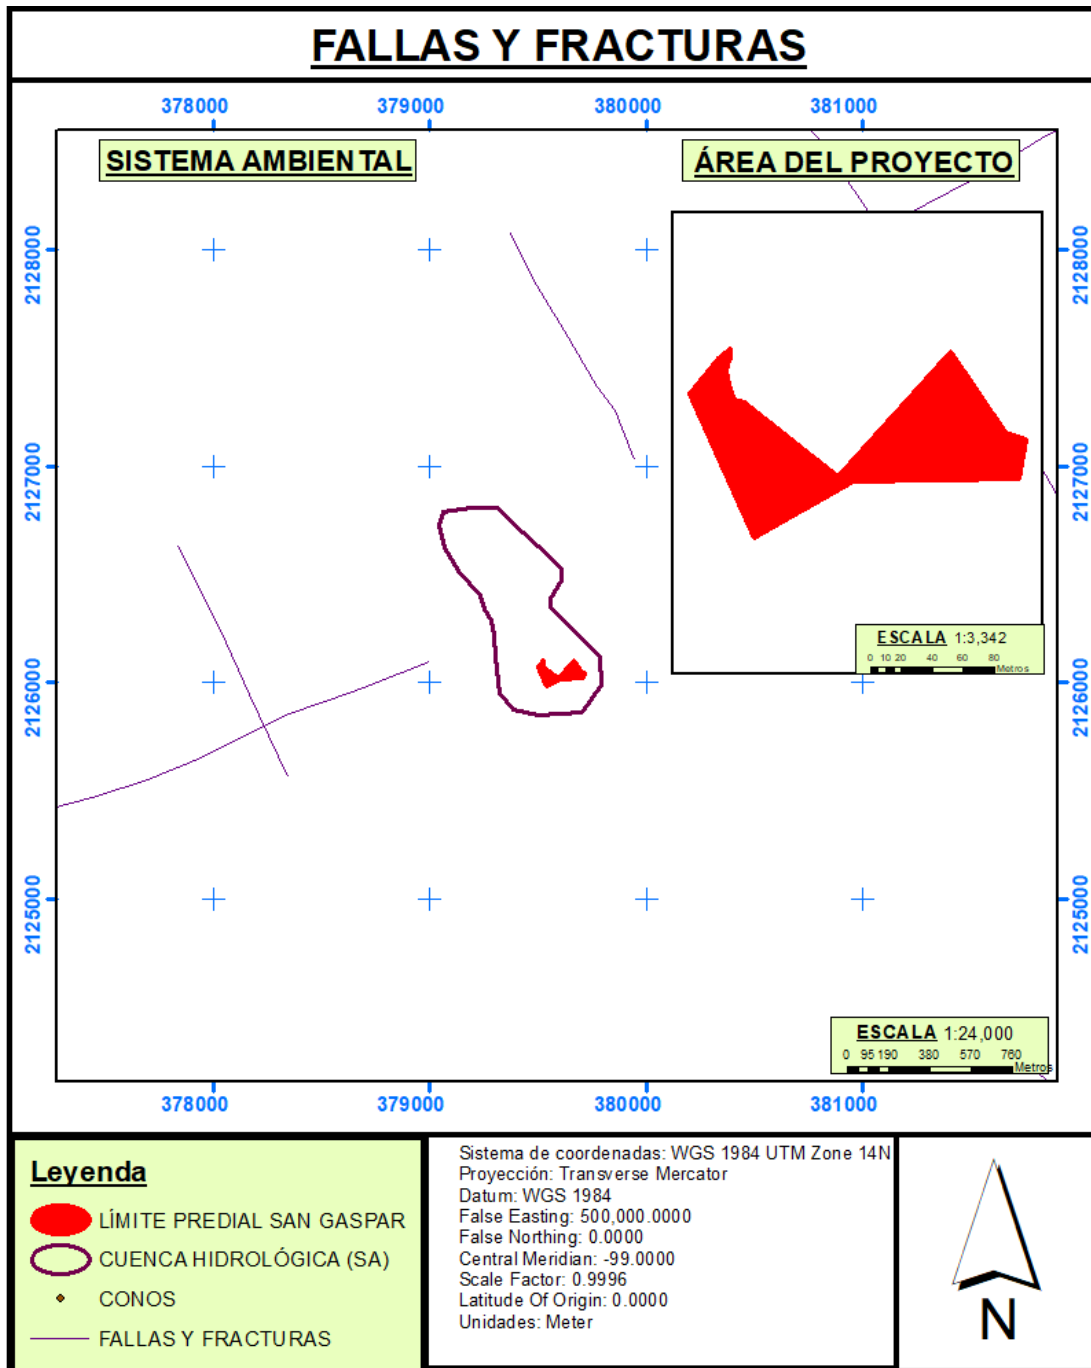 FALLAS Y FRACTURAS
378000 379000 380000 381000
SISTEMA AMBIENTAL
ÁREA DEL PROYECTO
2128000 2128000
2127000 2127000
2126000 2126000
2125000 2125000
ESCALA 1:3,342
0 10 20 40 60 80
Metros
ESCALA 1:24,000
0 95 190 380 570 760
Metros
378000 379000 380000 381000
Leyenda
LÍMITE PREDIAL SAN GASPAR
CUENCA HIDROLÓGICA (SA)
CONOS
FALLAS Y FRACTURAS
Sistema de coordenadas: WGS 1984 UTM Zone 14N
Proyección: Transverse Mercator
Datum: WGS 1984
False Easting: 500,000.0000
False Northing: 0.0000
Central Meridian: -99.0000
Scale Factor: 0.9996
Latitude Of Origin: 0.0000
Unidades: Meter
N